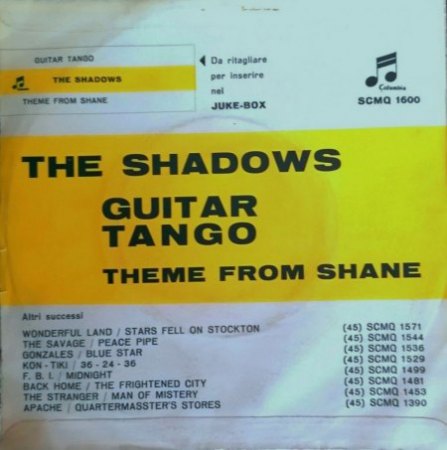 GUITAR TANGO
THE SHADOWS
THEME FROM SHANE
Da ritagliare
per inserire
nel
JUKE-BOX
Columbia
SCMQ 1600
THE SHADOWS
GUITAR
TANGO
THEME FROM SHANE
Altri successi
WONDERFUL LAND / STARS FELL ON STOCKTON (45) SCMQ 1571
THE SAVAGE / PEACE PIPE (45) SCMQ 1544
GONZALES / BLUE STAR (45) SCMQ 1536
KON-TIKI / 36-24-36 (45) SCMQ 1529
F. B. I. / MIDNIGHT (45) SCMQ 1499
BACK HOME / THE FRIGHTENED CITY (45) SCMQ 1481
THE STRANGER / MAN OF MISTERY (45) SCMQ 1453
APACHE / QUARTERMASSTER'S STORES (45) SCMQ 1390